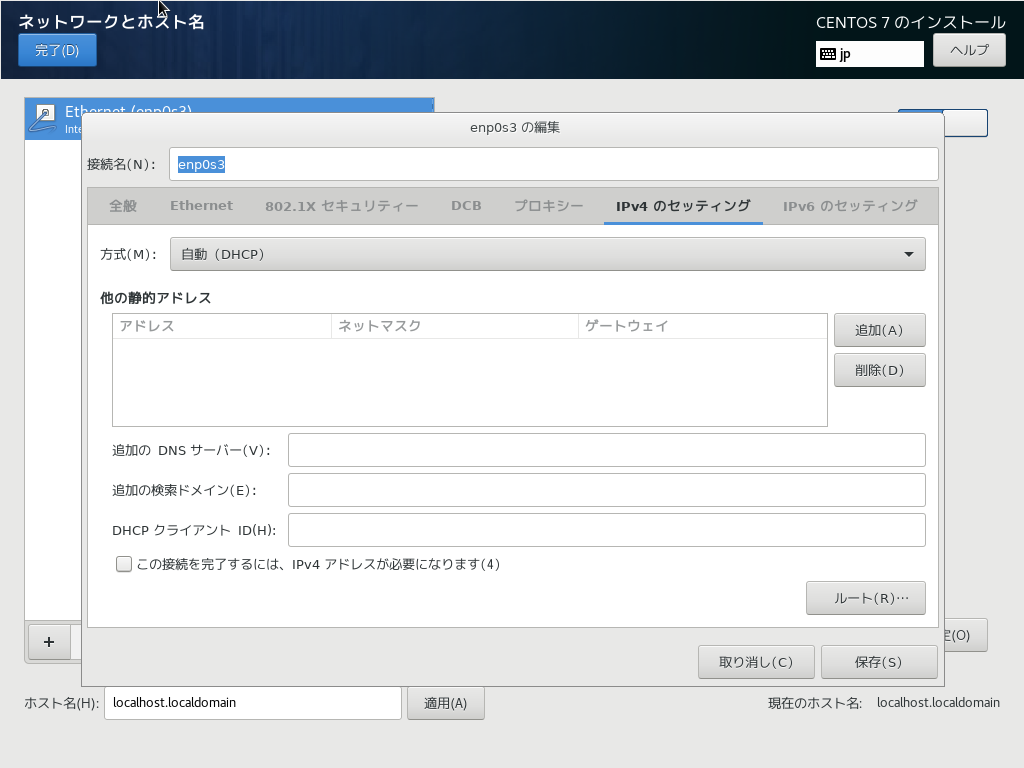 ネットワークとホスト名
CENTOS 7 のインストール
完了(D)
jp
ヘルプ
Ethernet (enp0s3)
enp0s3 の編集
接続名(N):
enp0s3
全般
Ethernet
802.1X セキュリティー
DCB
プロキシー
IPv4 のセッティング
IPv6 のセッティング
方式(M):
自動（DHCP）
他の静的アドレス
アドレス
ネットマスク
ゲートウェイ
追加(A)
削除(D)
追加の DNS サーバー(V):
追加の検索ドメイン(E):
DHCP クライアント ID(H):
この接続を完了するには、IPv4 アドレスが必要になります(4)
ルート(R)…
+
定(O)
取り消し(C)
保存(S)
ホスト名(H):
localhost.localdomain
適用(A)
現在のホスト名:
localhost.localdomain